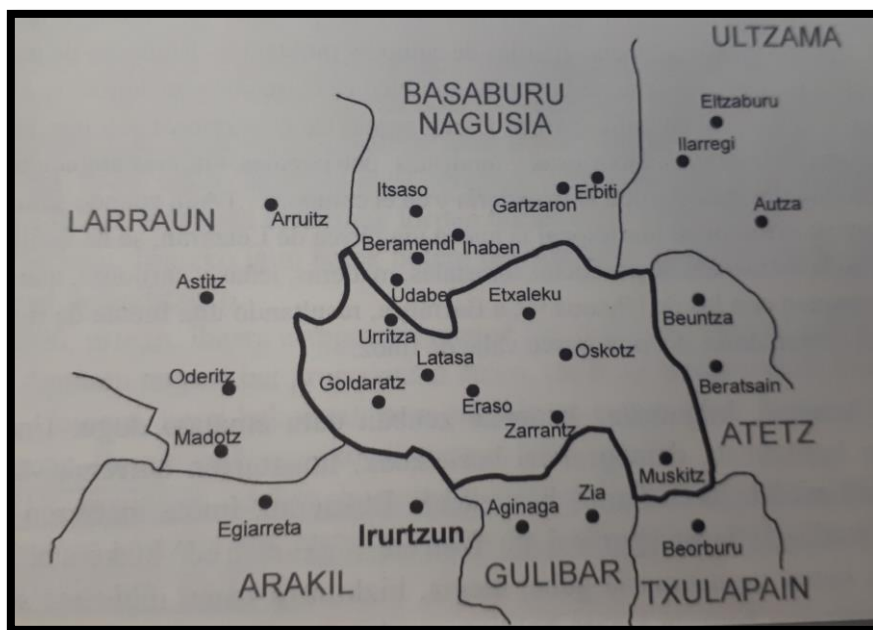 ULTZAMA
BASABURU
NAGUSIA
Eltzaburu
Ilarregi
Itsaso
Erbiti
Gartzaron
LARRAUN
Arruitz
Autza
Beramendi
Ihaben
Astitz
Udabe
Etxaleku
Beuntza
Urritza
Latasa
Oskotz
Oderitz
Goldaratz
Eraso
Beratsain
Zarrantz
Madotz
ATETZ
Muskitz
Zia
Aginaga
Egiarreta
Irurtzun
Beorburu
ARAKIL
GULIBAR
TXULAPAIN